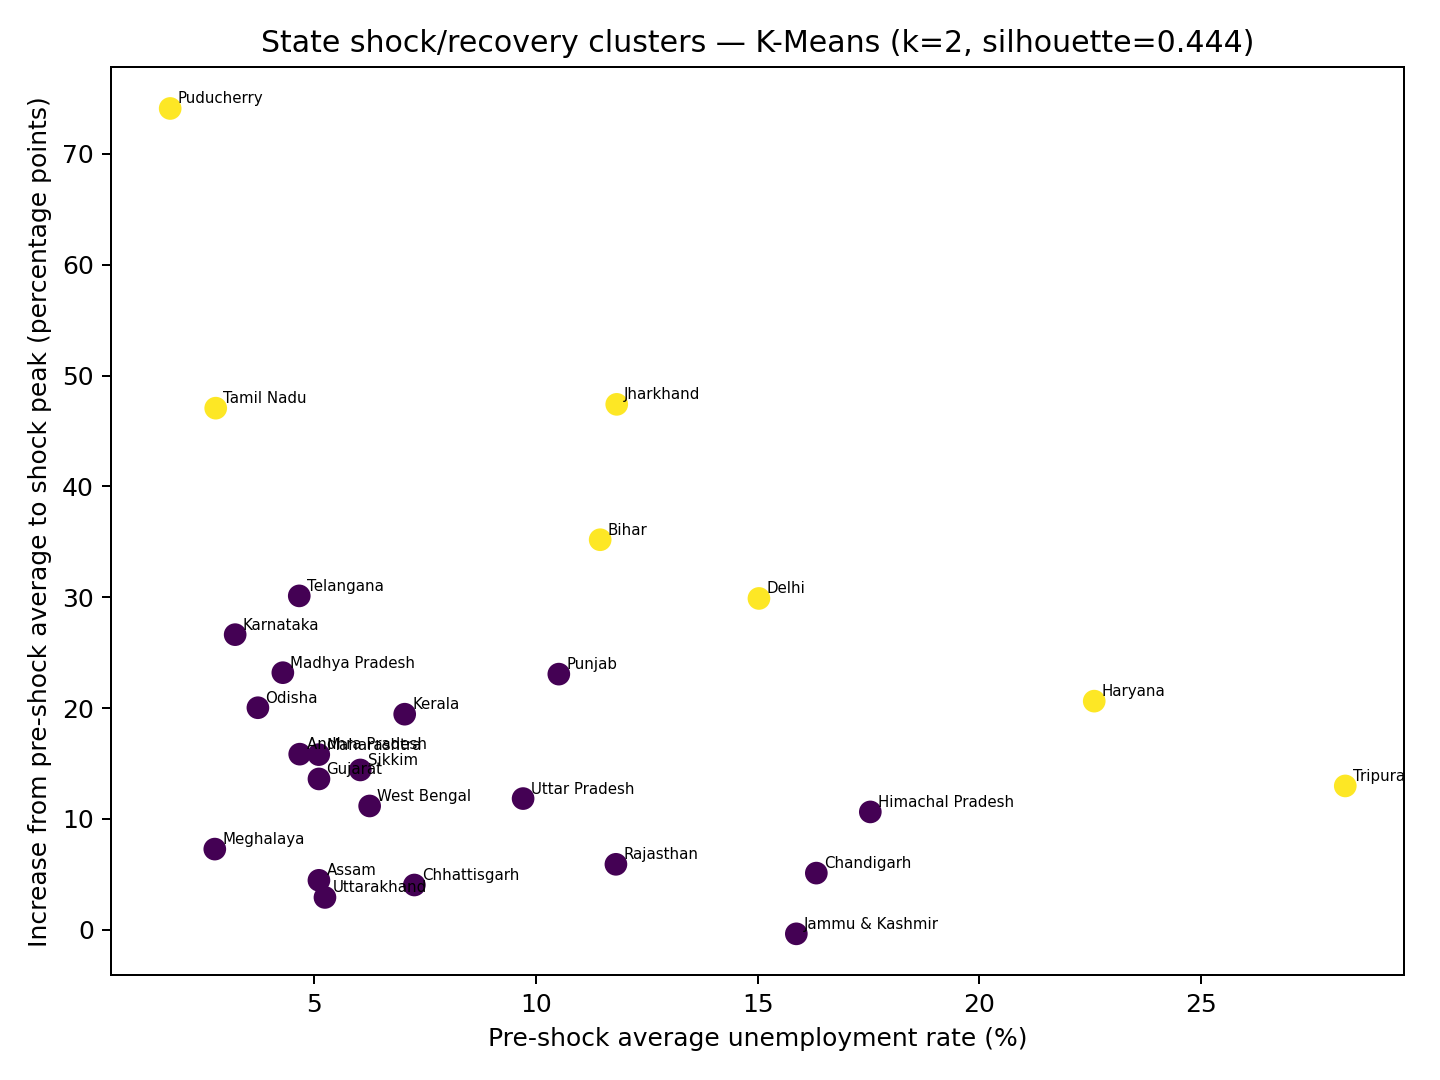 State shock/recovery clusters — K-Means (k=2, silhouette=0.444)
Increase from pre-shock average to shock peak (percentage points)
70
60
50
40
30
20
10
0
Puducherry
Tamil Nadu
Jharkhand
Bihar
Telangana
Delhi
Karnataka
Madhya Pradesh
Punjab
Odisha
Kerala
Haryana
Andhra Pradesh
Maharashtra
Sikkim
Gujarat
Tripura
West Bengal
Uttar Pradesh
Himachal Pradesh
Meghalaya
Rajasthan
Assam
Chhattisgarh
Chandigarh
Uttarakhand
Jammu & Kashmir
5
10
15
20
25
Pre-shock average unemployment rate (%)